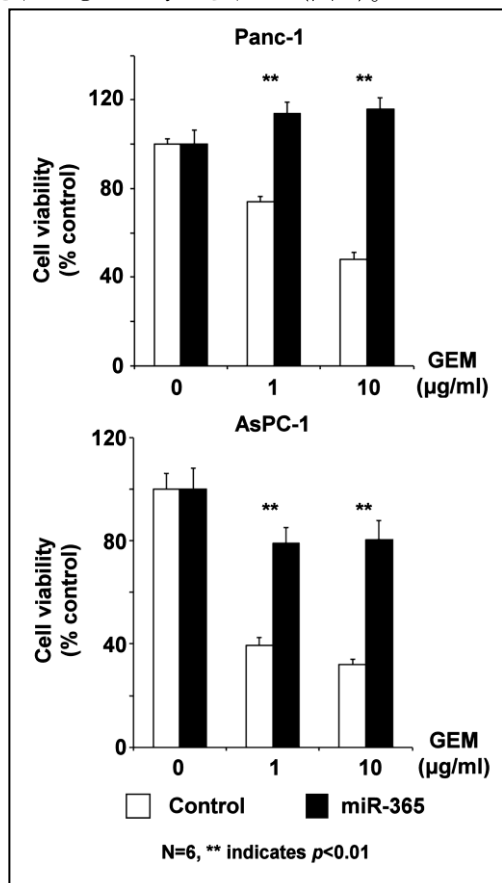 Panc-1
** **
120
80
40
0
Cell viability
(% control)
0 1 10
GEM
(µg/ml)
AsPC-1
** **
120
80
40
0
Cell viability
(% control)
0 1 10
GEM
(µg/ml)
Control miR-365
N=6, ** indicates p<0.01